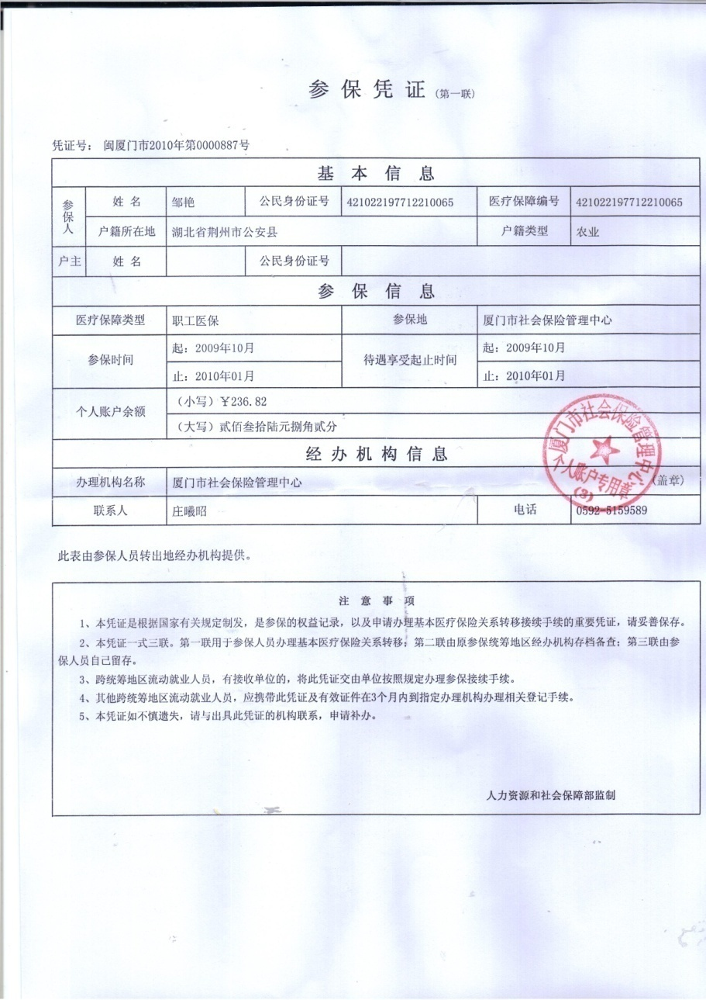 参保凭证(第一联)
凭证号： 闽厦门市2010年第0000887号
基本信息
参保人 姓名 邹艳 公民身份证号 421022197712210065 医疗保障编号 421022197712210065
户籍所在地 湖北省荆州市公安县 户籍类型 农业
户主 姓名 公民身份证号
参保信息
医疗保障类型 职工医保 参保地 厦门市社会保险管理中心
参保时间 起：2009年10月 待遇享受起止时间 起：2009年10月
止：2010年01月 止：2010年01月
个人账户余额 （小写）￥236.82
（大写）贰佰叁拾陆元捌角贰分
经办机构信息
办理机构名称 厦门市社会保险管理中心 (盖章)
联系人 庄曦昭 电话 0592-5159589
厦门市社会保险管理中心
个人账户专用章
(3)
此表由参保人员转出地经办机构提供。
注意事项
1、本凭证是根据国家有关规定制发，是参保的权益记录，以及申请办理基本医疗保险关系转移接续手续的重要凭证，请妥善保存。
2、本凭证一式三联。第一联用于参保人员办理基本医疗保险关系转移；第二联由原参保统筹地区经办机构存档备查；第三联由参
保人员自己留存。
3、跨统筹地区流动就业人员，有接收单位的，将此凭证交由单位按照规定办理参保接续手续。
4、其他跨统筹地区流动就业人员，应携带此凭证及有效证件在3个月内到指定办理机构办理相关登记手续。
5、本凭证如不慎遗失，请与出具此凭证的机构联系，申请补办。
人力资源和社会保障部监制